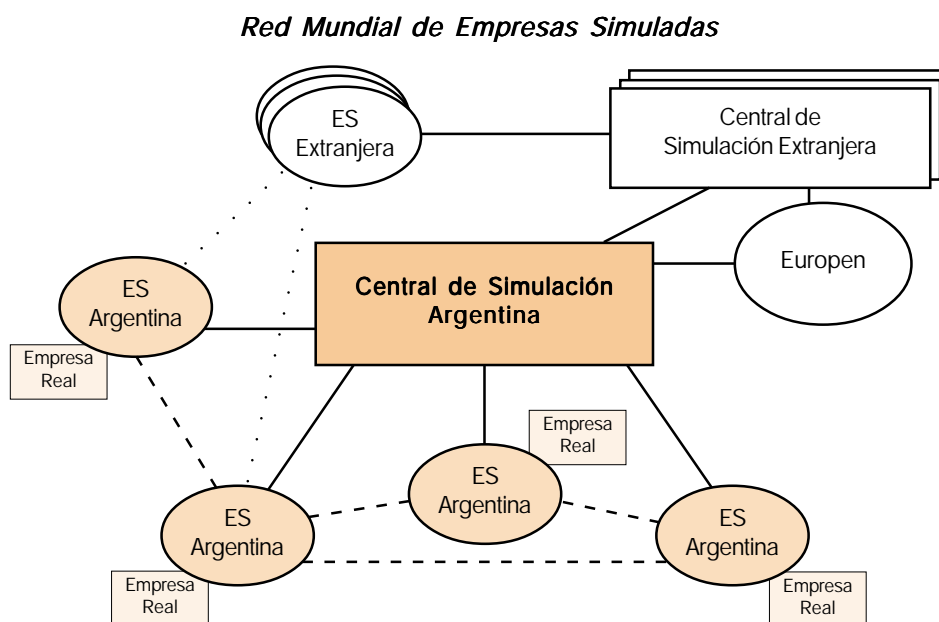 Red Mundial de Empresas Simuladas
ES
Extranjera
Central de
Simulación Extranjera
Europen
Central de Simulación
Argentina
ES
Argentina
Empresa
Real
Empresa
Real
ES
Argentina
ES
Argentina
Empresa
Real
ES
Argentina
Empresa
Real